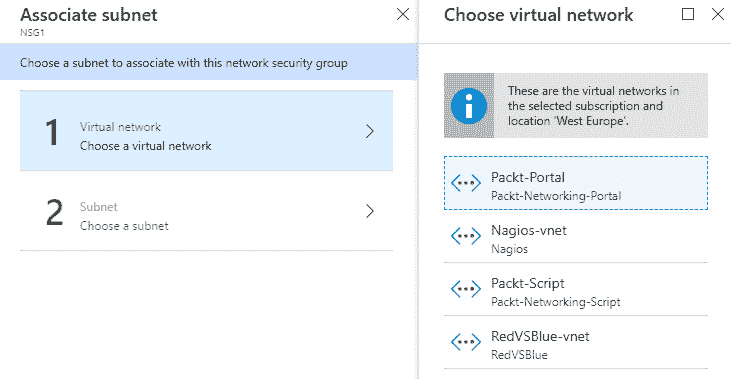 Associate subnet
NSG1
Choose a subnet to associate with this network security group
1
Virtual network
Choose a virtual network
2
Subnet
Choose a subnet
Choose virtual network
These are the virtual networks in
the selected subscription and
location 'West Europe'.
Packt-Portal
Packt-Networking-Portal
Nagios-vnet
Nagios
Packt-Script
Packt-Networking-Script
RedVSBlue-vnet
RedVSBlue